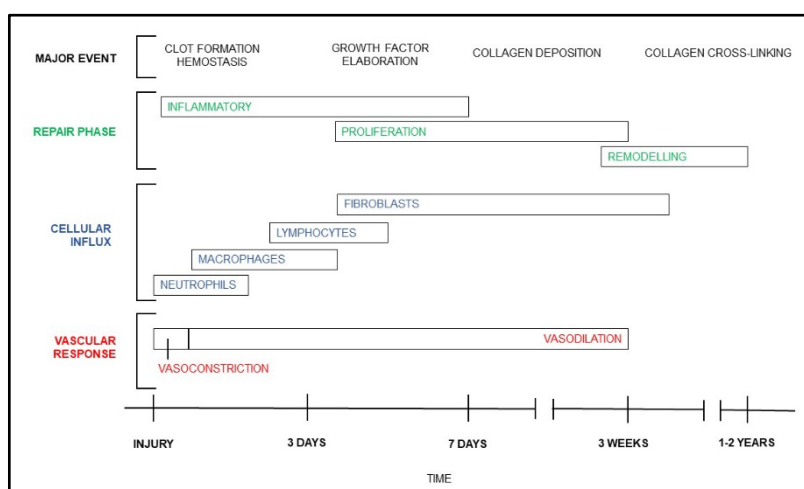 MAJOR EVENT
CLOT FORMATION
HEMOSTASIS
GROWTH FACTOR
ELABORATION
COLLAGEN DEPOSITION
COLLAGEN CROSS-LINKING
REPAIR PHASE
INFLAMMATORY
PROLIFERATION
REMODELLING
CELLULAR
INFLUX
FIBROBLASTS
LYMPHOCYTES
MACROPHAGES
NEUTROPHILS
VASCULAR
RESPONSE
VASODILATION
VASOCONSTRICTION
INJURY
3 DAYS
7 DAYS
3 WEEKS
1-2 YEARS
TIME